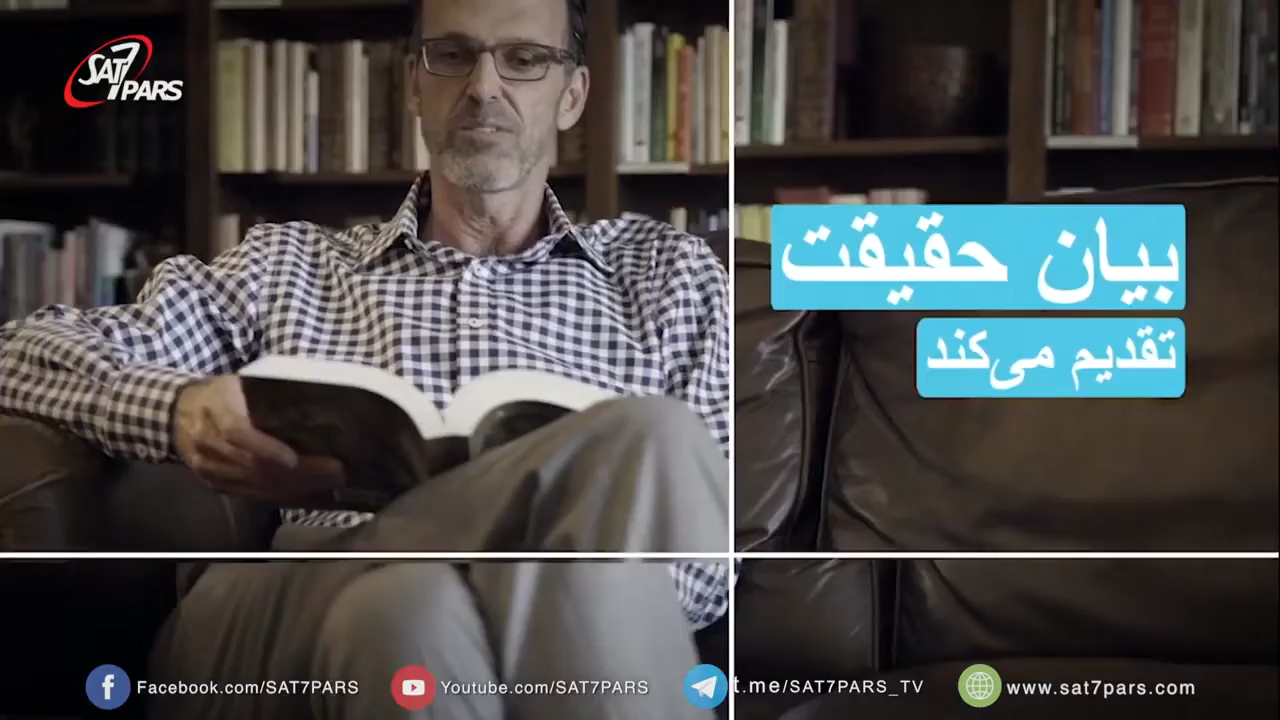 SAT7
PARS
بیان حقیقت
تقدیم می‌کند
Facebook.com/SAT7PARS
Youtube.com/SAT7PARS
t.me/SAT7PARS_TV
www.sat7pars.com